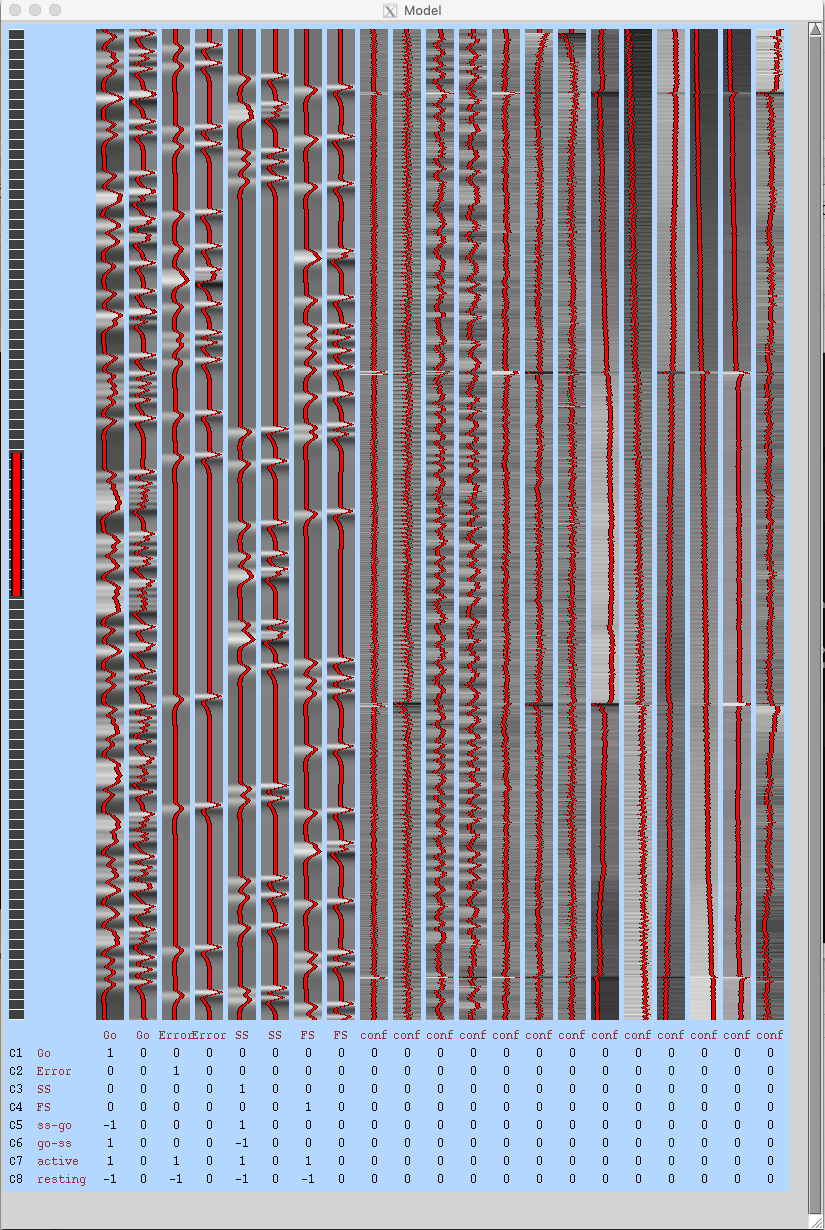 Model
Go Go Error Error SS SS FS FS conf conf conf conf conf conf conf conf conf conf conf conf conf
C1 Go 1 0 0 0 0 0 0 0 0 0 0 0 0 0 0 0 0 0 0 0 0
C2 Error 0 0 1 0 0 0 0 0 0 0 0 0 0 0 0 0 0 0 0 0 0
C3 SS 0 0 0 0 1 0 0 0 0 0 0 0 0 0 0 0 0 0 0 0 0
C4 FS 0 0 0 0 0 0 1 0 0 0 0 0 0 0 0 0 0 0 0 0 0
C5 ss-go -1 0 0 0 1 0 0 0 0 0 0 0 0 0 0 0 0 0 0 0 0
C6 go-ss 1 0 0 0 -1 0 0 0 0 0 0 0 0 0 0 0 0 0 0 0 0
C7 active 1 0 1 0 1 0 1 0 0 0 0 0 0 0 0 0 0 0 0 0 0
C8 resting -1 0 -1 0 -1 0 -1 0 0 0 0 0 0 0 0 0 0 0 0 0 0